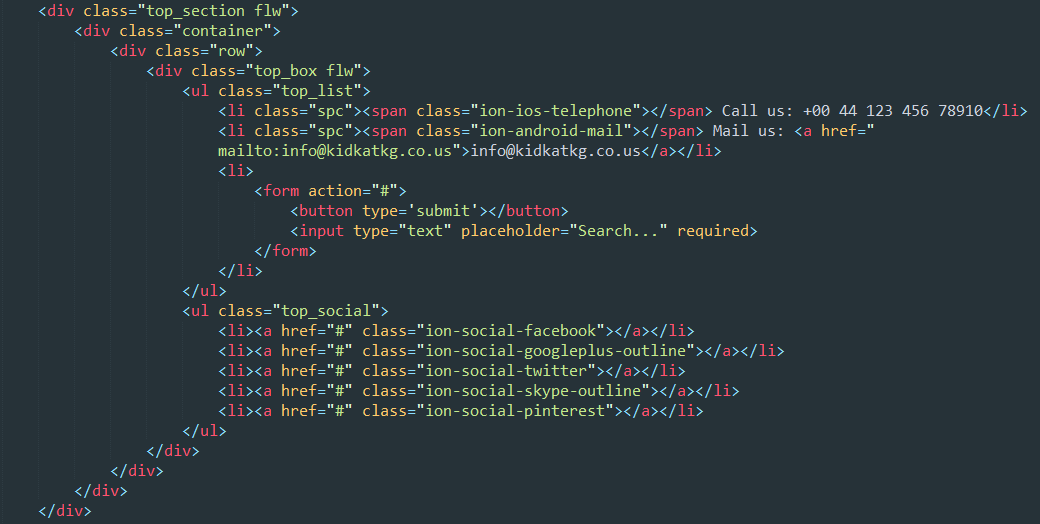 <div class="top_section flw">
<div class="container">
<div class="row">
<div class="top_box flw">
<ul class="top_list">
<li class="spc"><span class="ion-ios-telephone"></span> Call us: +00 44 123 456 78910</li>
<li class="spc"><span class="ion-android-mail"></span> Mail us: <a href="
mailto:info@kidkatkg.co.us">info@kidkatkg.co.us</a></li>
<li>
<form action="#">
<button type='submit'></button>
<input type="text" placeholder="Search..." required>
</form>
</li>
</ul>
<ul class="top_social">
<li><a href="#" class="ion-social-facebook"></a></li>
<li><a href="#" class="ion-social-googleplus-outline"></a></li>
<li><a href="#" class="ion-social-twitter"></a></li>
<li><a href="#" class="ion-social-skype-outline"></a></li>
<li><a href="#" class="ion-social-pinterest"></a></li>
</ul>
</div>
</div>
</div>
</div>